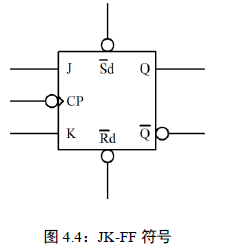 J S̅d Q
CP
K R̅d Q̅
图 4.4：JK-FF 符号